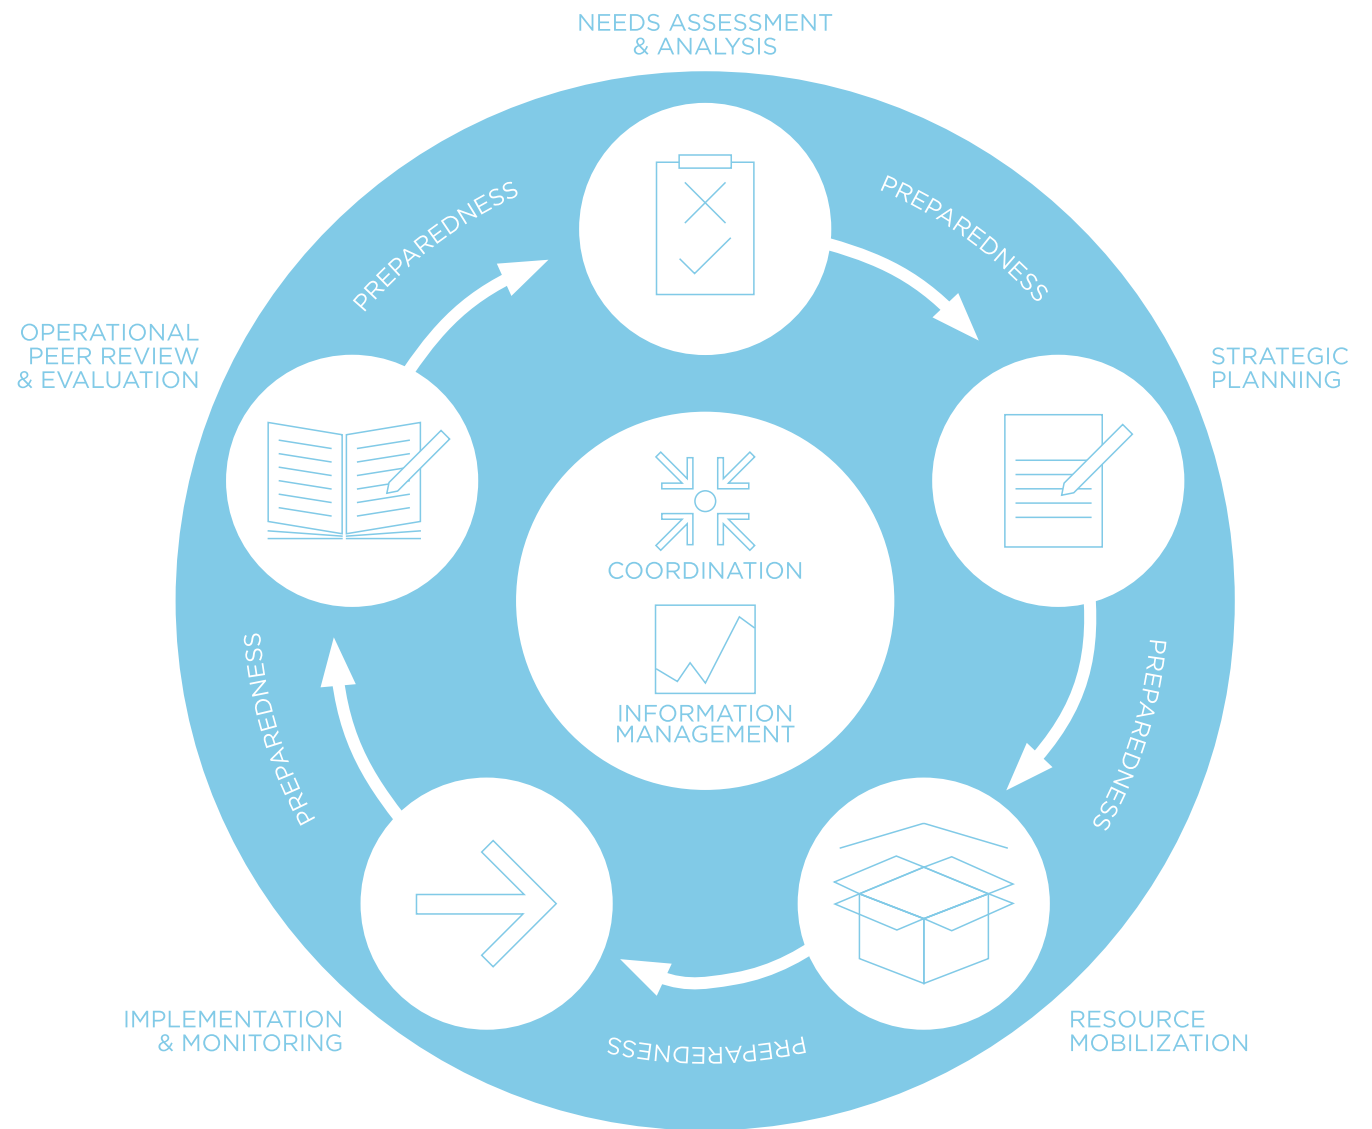 NEEDS ASSESSMENT
& ANALYSIS
PREPAREDNESS
PREPAREDNESS
OPERATIONAL
PEER REVIEW
& EVALUATION
STRATEGIC
PLANNING
COORDINATION
INFORMATION
MANAGEMENT
PREPAREDNESS
PREPAREDNESS
IMPLEMENTATION
& MONITORING
RESOURCE
MOBILIZATION
PREPAREDNESS